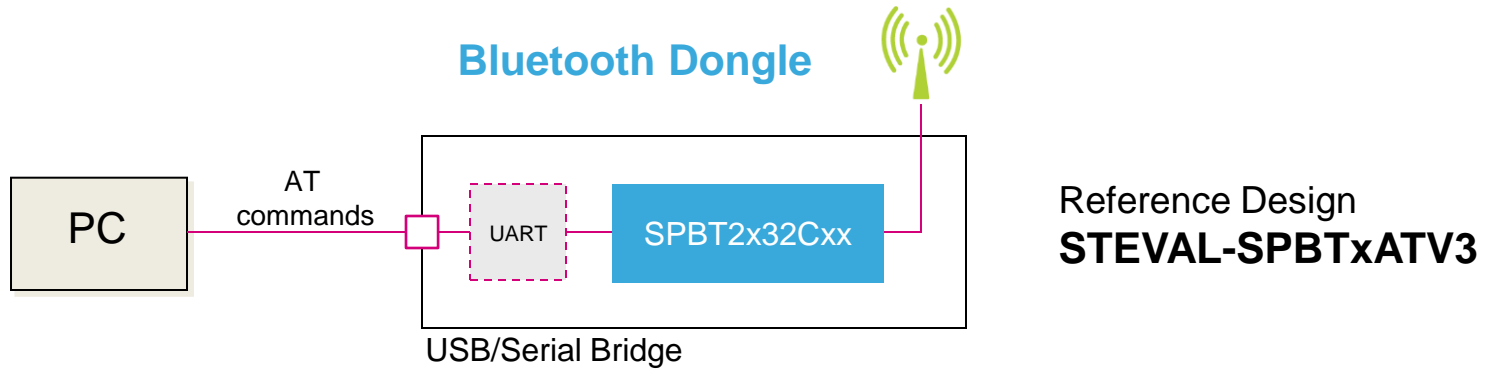 Bluetooth Dongle
PC
AT
commands
UART
SPBT2x32Cxx
Reference Design
STEVAL-SPBTxATV3
USB/Serial Bridge